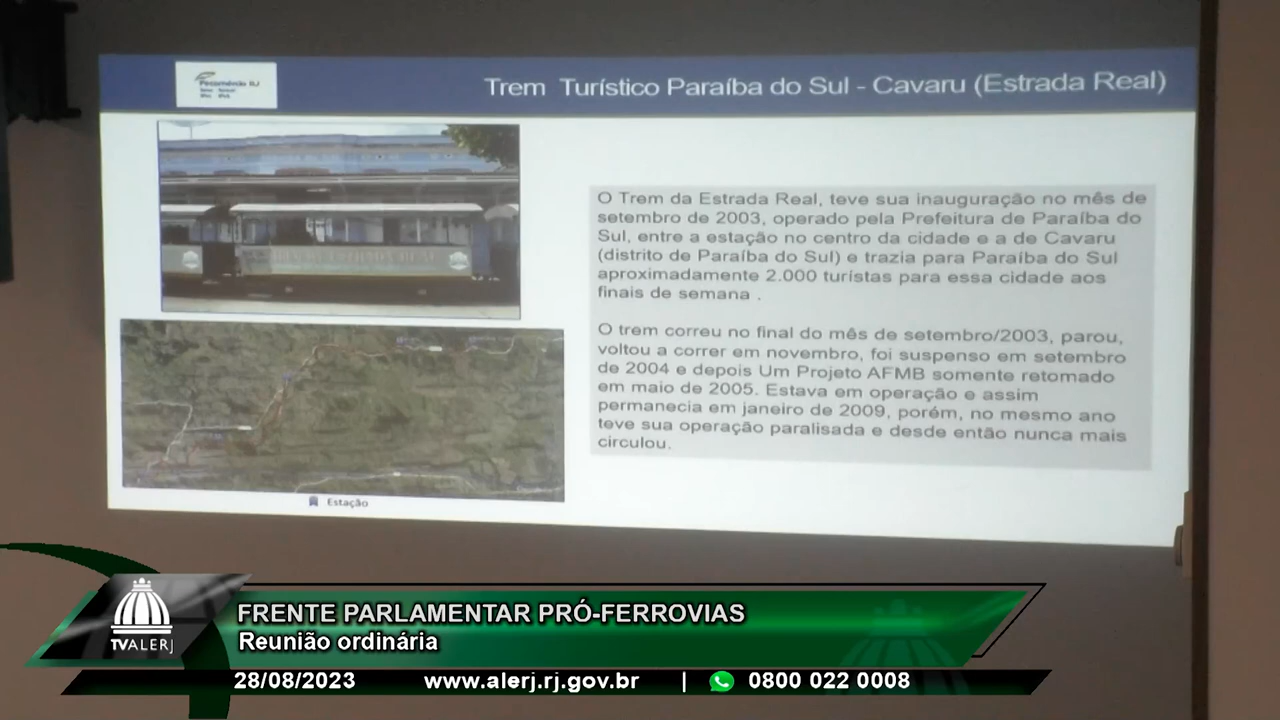 Fecomércio RJ
Trem Turístico Paraíba do Sul - Cavaru (Estrada Real)
O Trem da Estrada Real, teve sua inauguração no mês de
setembro de 2003, operado pela Prefeitura de Paraíba do
Sul, entre a estação no centro da cidade e a de Cavaru
(distrito de Paraíba do Sul) e trazia para Paraíba do Sul
aproximadamente 2.000 turistas para essa cidade aos
finais de semana .
O trem correu no final do mês de setembro/2003, parou,
voltou a correr em novembro, foi suspenso em setembro
de 2004 e depois Um Projeto AFMB somente retomado
em maio de 2005. Estava em operação e assim
permanecia em janeiro de 2009, porém, no mesmo ano
teve sua operação paralisada e desde então nunca mais
circulou.
Estação
TVALERJ
FRENTE PARLAMENTAR PRÓ-FERROVIAS
Reunião ordinária
28/08/2023 www.alerj.rj.gov.br | 0800 022 0008